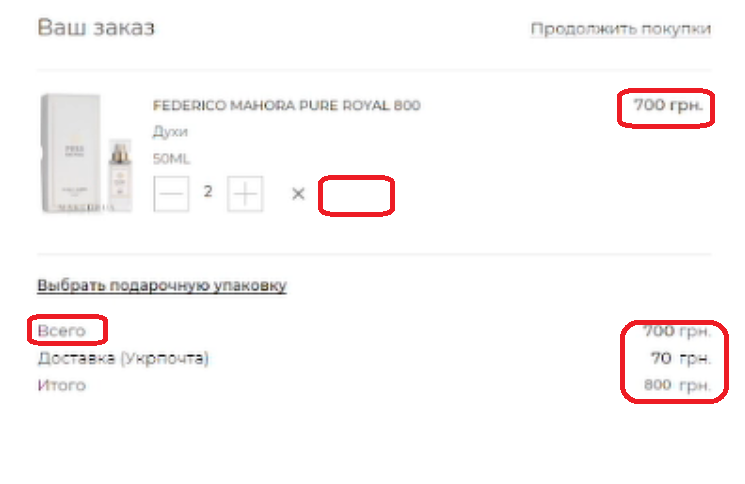 Ваш заказ
Продолжить покупки
FEDERICO MAHORA PURE ROYAL 800
700 грн.
Духи
50ML
2 ×
Выбрать подарочную упаковку
Всего 700 грн.
Доставка (Укрпочта) 70 грн.
Итого 800 грн.